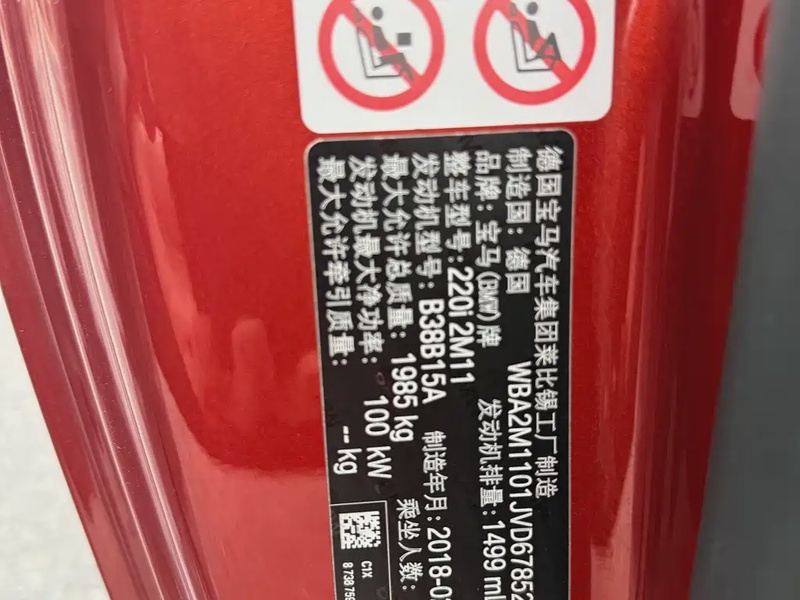 德国宝马汽车集团莱比锡工厂 制造
制造国: 德国 WBA2M1101JVD67852
品牌: 宝马(BMW)牌 发动机排量: 1499 ml
整车型号: 220i 2M11
发动机型号: B38B15A 制造年月: 2018-0
最大允许总质量: 1985 kg 乘坐人数:
发动机最大净功率: 100 kW
最大允许牵引质量: -- kg
C1X
8 738 759